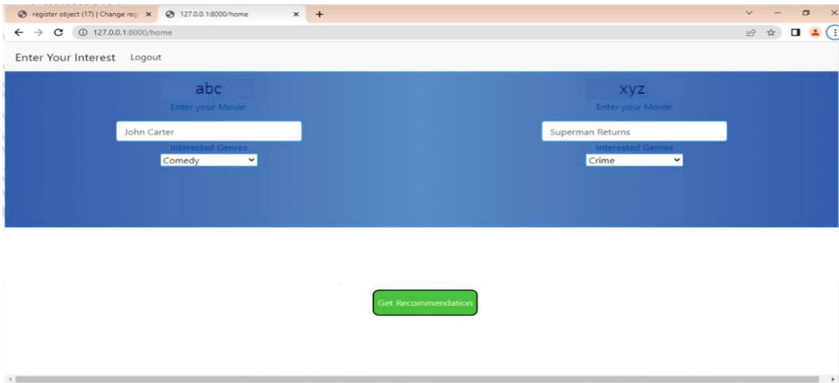 register object (17) | Change reg
127.0.0.1:8000/home
127.0.0.1:8000/home
Enter Your Interest Logout
abc
Enter your Movie:
John Carter
Interested Genres
Comedy
xyz
Enter your Movie:
Superman Returns
Interested Genres
Crime
Get Recommendation